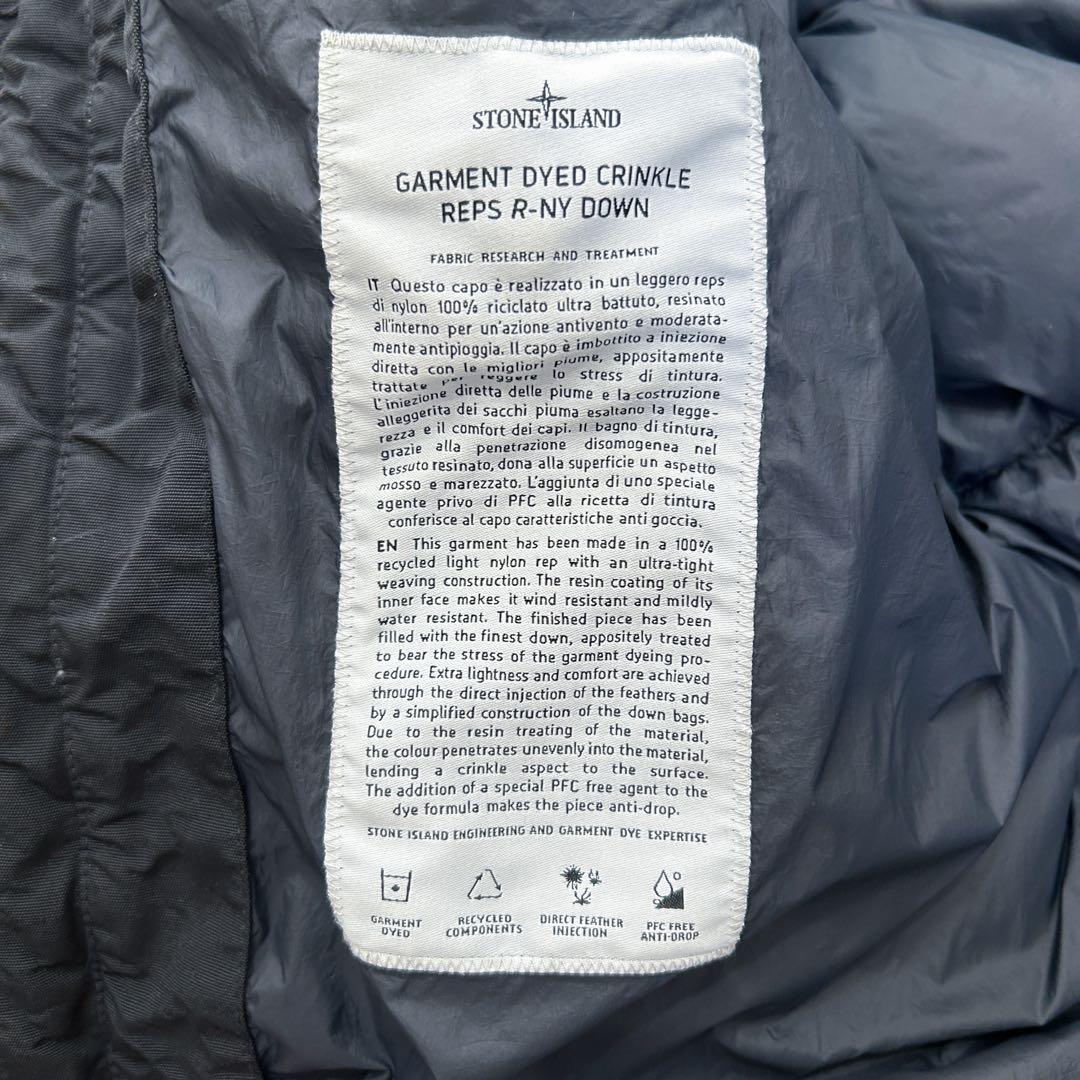 STONE ISLAND
GARMENT DYED CRINKLE
REPS R-NY DOWN
FABRIC RESEARCH AND TREATMENT
IT Questo capo è realizzato in un leggero reps
di nylon 100% riciclato ultra battuto, resinato
all'interno per un'azione antivento e moderata-
mente antipioggia. Il capo è imbottito a iniezione
diretta con le migliori piume, appositamente
trattate per reggere lo stress di tintura.
L'iniezione diretta delle piume e la costruzione
alleggerita dei sacchi piuma esaltano la legge-
rezza e il comfort dei capi. Il bagno di tintura,
grazie alla penetrazione disomogenea nel
tessuto resinato, dona alla superficie un aspetto
mosso e marezzato. L'aggiunta di uno speciale
agente privo di PFC alla ricetta di tintura
conferisce al capo caratteristiche anti goccia.
EN This garment has been made in a 100%
recycled light nylon rep with an ultra-tight
weaving construction. The resin coating of its
inner face makes it wind resistant and mildly
water resistant. The finished piece has been
filled with the finest down, appositely treated
to bear the stress of the garment dyeing pro-
cedure. Extra lightness and comfort are achieved
through the direct injection of the feathers and
by a simplified construction of the down bags.
Due to the resin treating of the material,
the colour penetrates unevenly into the material,
lending a crinkle aspect to the surface.
The addition of a special PFC free agent to the
dye formula makes the piece anti-drop.
STONE ISLAND ENGINEERING AND GARMENT DYE EXPERTISE
GARMENT
DYED
RECYCLED
COMPONENTS
DIRECT FEATHER
INJECTION
PFC FREE
ANTI-DROP